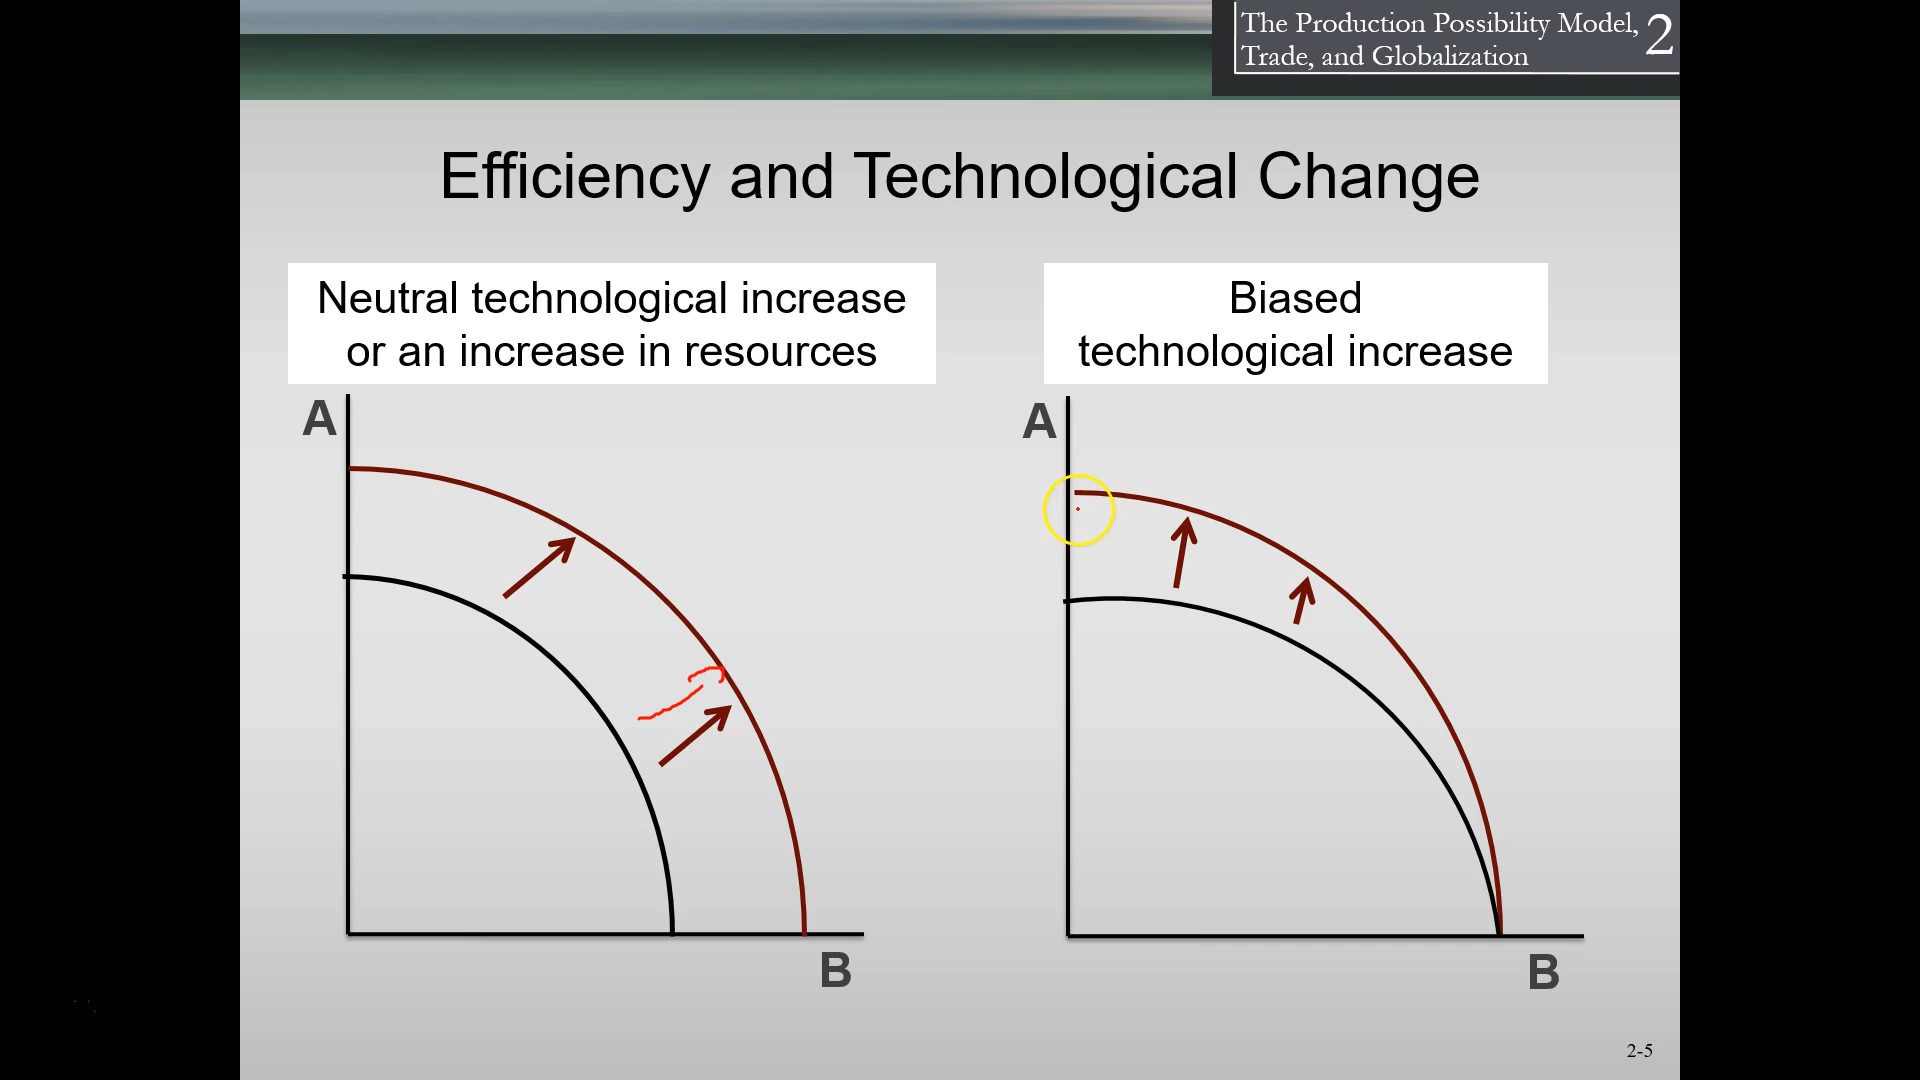 The Production Possibility Model,
Trade, and Globalization
2
Efficiency and Technological Change
Neutral technological increase
or an increase in resources
Biased
technological increase
A
B
A
B
2-5